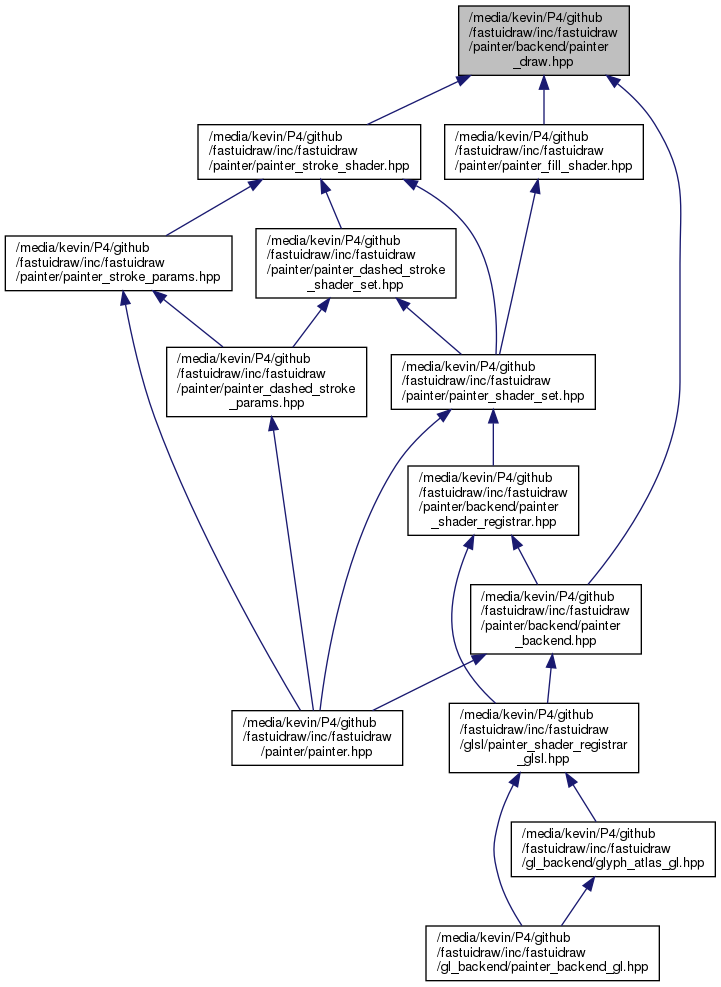 /media/kevin/P4/github
/fastuidraw/inc/fastuidraw
/painter/backend/painter
_draw.hpp
/media/kevin/P4/github
/fastuidraw/inc/fastuidraw
/painter/painter_stroke_shader.hpp
/media/kevin/P4/github
/fastuidraw/inc/fastuidraw
/painter/painter_fill_shader.hpp
/media/kevin/P4/github
/fastuidraw/inc/fastuidraw
/painter/painter_stroke_params.hpp
/media/kevin/P4/github
/fastuidraw/inc/fastuidraw
/painter/painter_dashed_stroke
_shader_set.hpp
/media/kevin/P4/github
/fastuidraw/inc/fastuidraw
/painter/painter_dashed_stroke
_params.hpp
/media/kevin/P4/github
/fastuidraw/inc/fastuidraw
/painter/painter_shader_set.hpp
/media/kevin/P4/github
/fastuidraw/inc/fastuidraw
/painter/backend/painter
_shader_registrar.hpp
/media/kevin/P4/github
/fastuidraw/inc/fastuidraw
/painter/backend/painter
_backend.hpp
/media/kevin/P4/github
/fastuidraw/inc/fastuidraw
/painter/painter.hpp
/media/kevin/P4/github
/fastuidraw/inc/fastuidraw
/glsl/painter_shader_registrar
_glsl.hpp
/media/kevin/P4/github
/fastuidraw/inc/fastuidraw
/gl_backend/glyph_atlas_gl.hpp
/media/kevin/P4/github
/fastuidraw/inc/fastuidraw
/gl_backend/painter_backend_gl.hpp